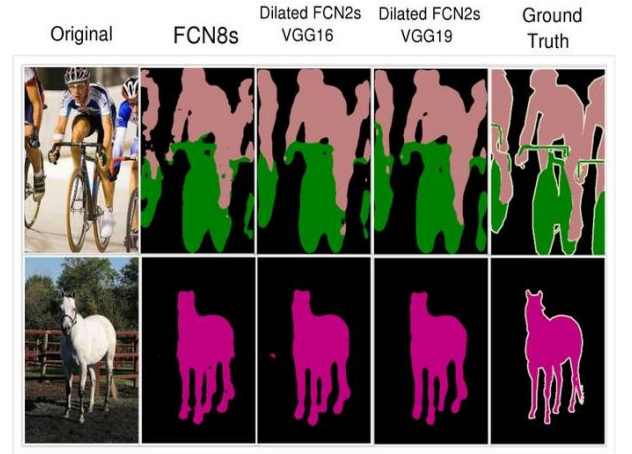 Original
FCN8s
Dilated FCN2s
VGG16
Dilated FCN2s
VGG19
Ground
Truth